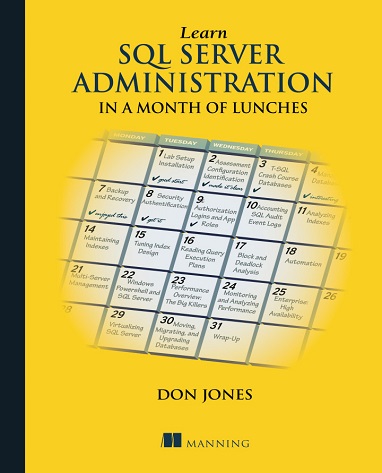 Learn
SQL SERVER
ADMINISTRATION
IN A MONTH OF LUNCHES
MONDAY
TUESDAY
WEDNESDAY
THURSDAY
1 Lab Setup
Installation
✓ good start
2 Assessment
Configuration
Identification
✓ made it clear
3 T-SQL
Crash Course
Databases
✓
4
Databases
✓ interesting
7 Backup
and Recovery
✓ enjoyed this
8 Security
Authentification
✓ got it
9
Authorization
Logins and App
✓ Roles
10 Accounting
SQL Audit
Event Logs
11 Analyzing
Indexes
14
Maintaining
Indexes
15
Tuning Index
Design
16
Reading Query
Execution
Plans
17
Block and
Deadlock
Analysis
18
Automation
19
21
Multi-Server
Management
22
Windows
Powershell and
SQL Server
23
Performance
Overview:
The Big Killers
24
Monitoring
and Analyzing
Performance
25
Enterprise:
High
Availability
29
Virtualizing
SQL Server
30 Moving,
Migrating, and
Upgrading
Databases
31
Wrap-Up
DON JONES
MANNING